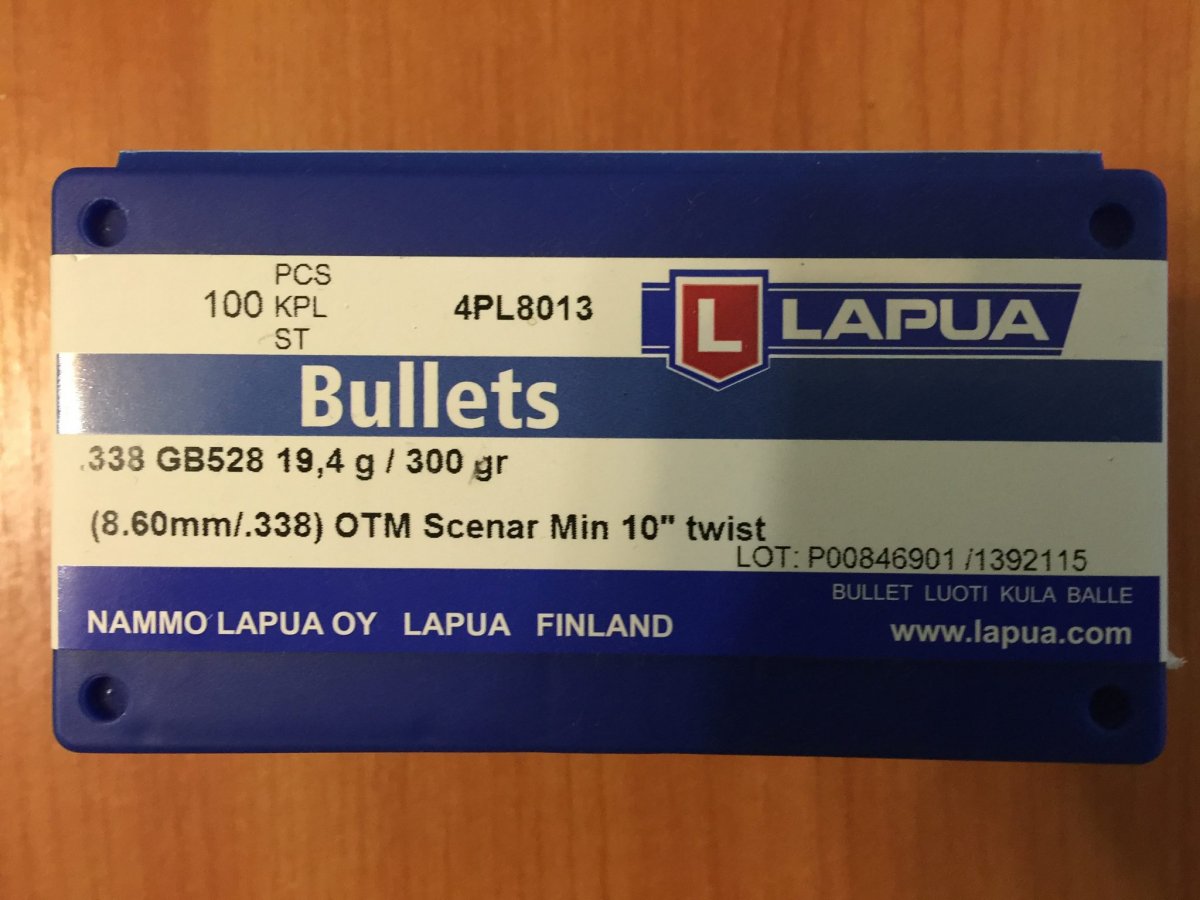 PCS
100 KPL
ST
4PL8013
L LAPUA
Bullets
.338 GB528 19,4 g / 300 gr
(8.60mm/.338) OTM Scenar Min 10" twist
LOT: P00846901 /1392115
BULLET LUOTI KULA BALLE
NAMMO LAPUA OY LAPUA FINLAND
www.lapua.com